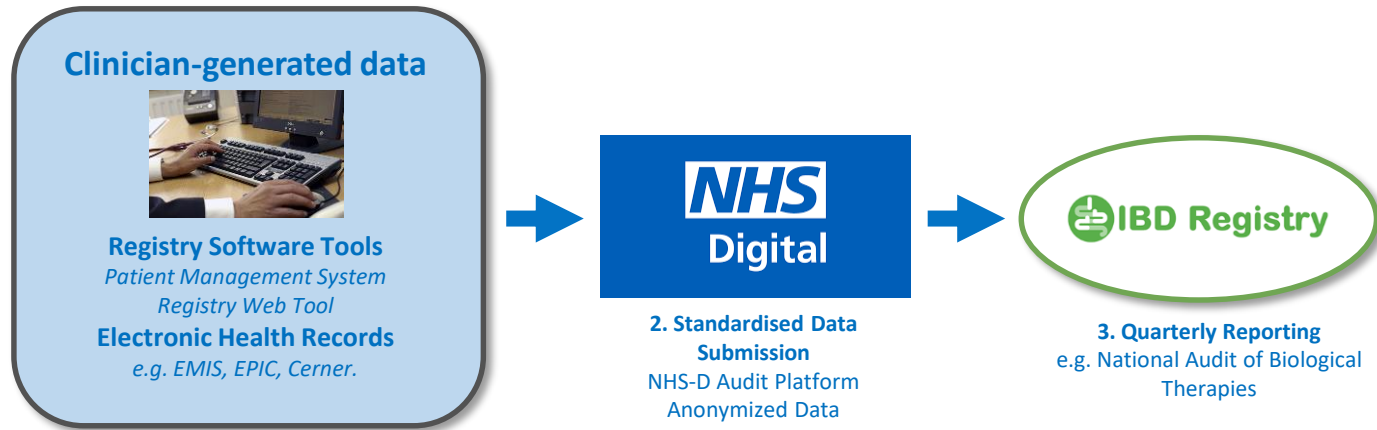 Clinician-generated data
Registry Software Tools
Patient Management System
Registry Web Tool
Electronic Health Records
e.g. EMIS, EPIC, Cerner.
NHS
Digital
2. Standardised Data
Submission
NHS-D Audit Platform
Anonymized Data
IBD Registry
3. Quarterly Reporting
e.g. National Audit of Biological
Therapies